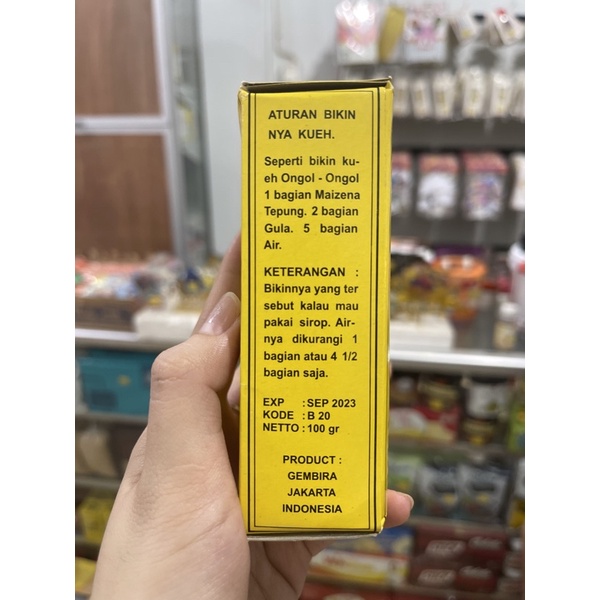 ATURAN BIKIN
NYA KUEH.
Seperti bikin ku-
eh Ongol - Ongol
1 bagian Maizena
Tepung. 2 bagian
Gula. 5 bagian
Air.
KETERANGAN :
Bikinnya yang ter
sebut kalau mau
pakai sirop. Air-
nya dikurangi 1
bagian atau 4 1/2
bagian saja.
EXP : SEP 2023
KODE : B 20
NETTO : 100 gr
PRODUCT :
GEMBIRA
JAKARTA
INDONESIA